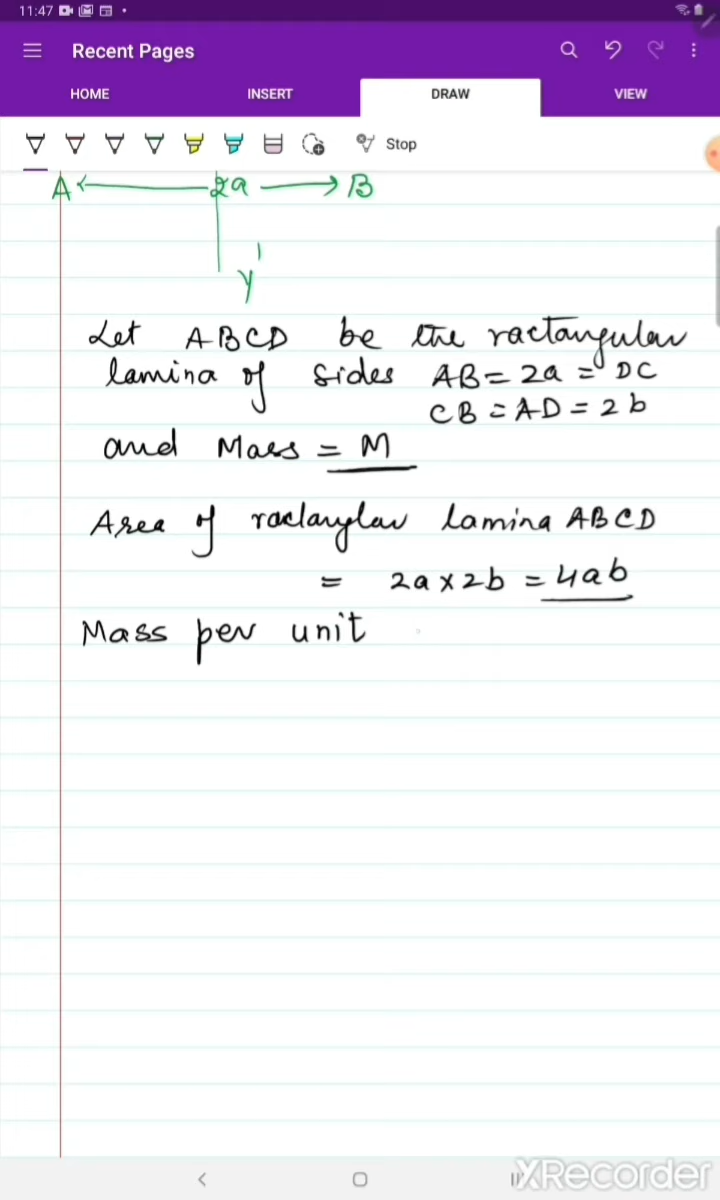 11:47
Recent Pages
HOME INSERT DRAW VIEW
Stop
A 2a B
Y'
Let ABCD be the ractangular
lamina of sides AB = 2a = DC
CB = AD = 2b
and Mass = M
Area of ractanglar lamina ABCD
= 2a x 2b = 4ab
Mass per unit
XRecorder